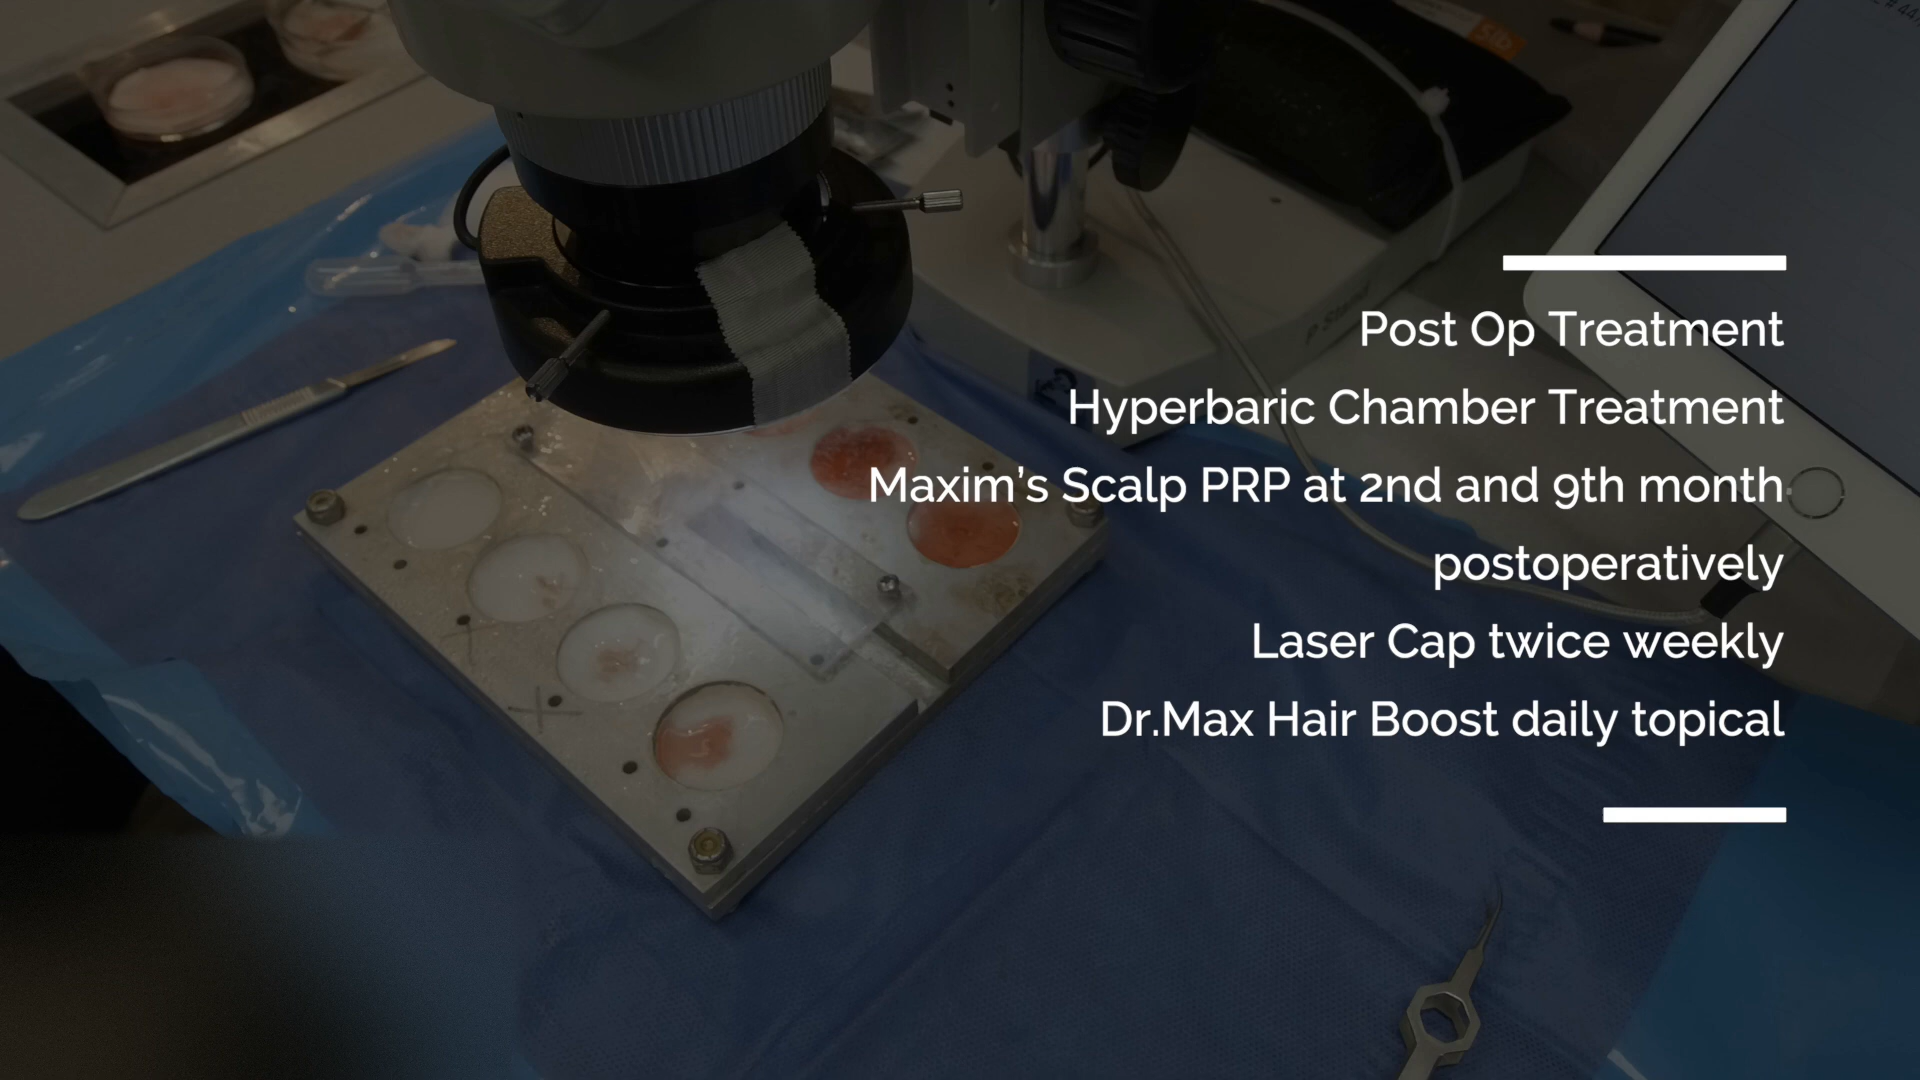 Post Op Treatment
Hyperbaric Chamber Treatment
Maxim's Scalp PRP at 2nd and 9th month
postoperatively
Laser Cap twice weekly
Dr.Max Hair Boost daily topical